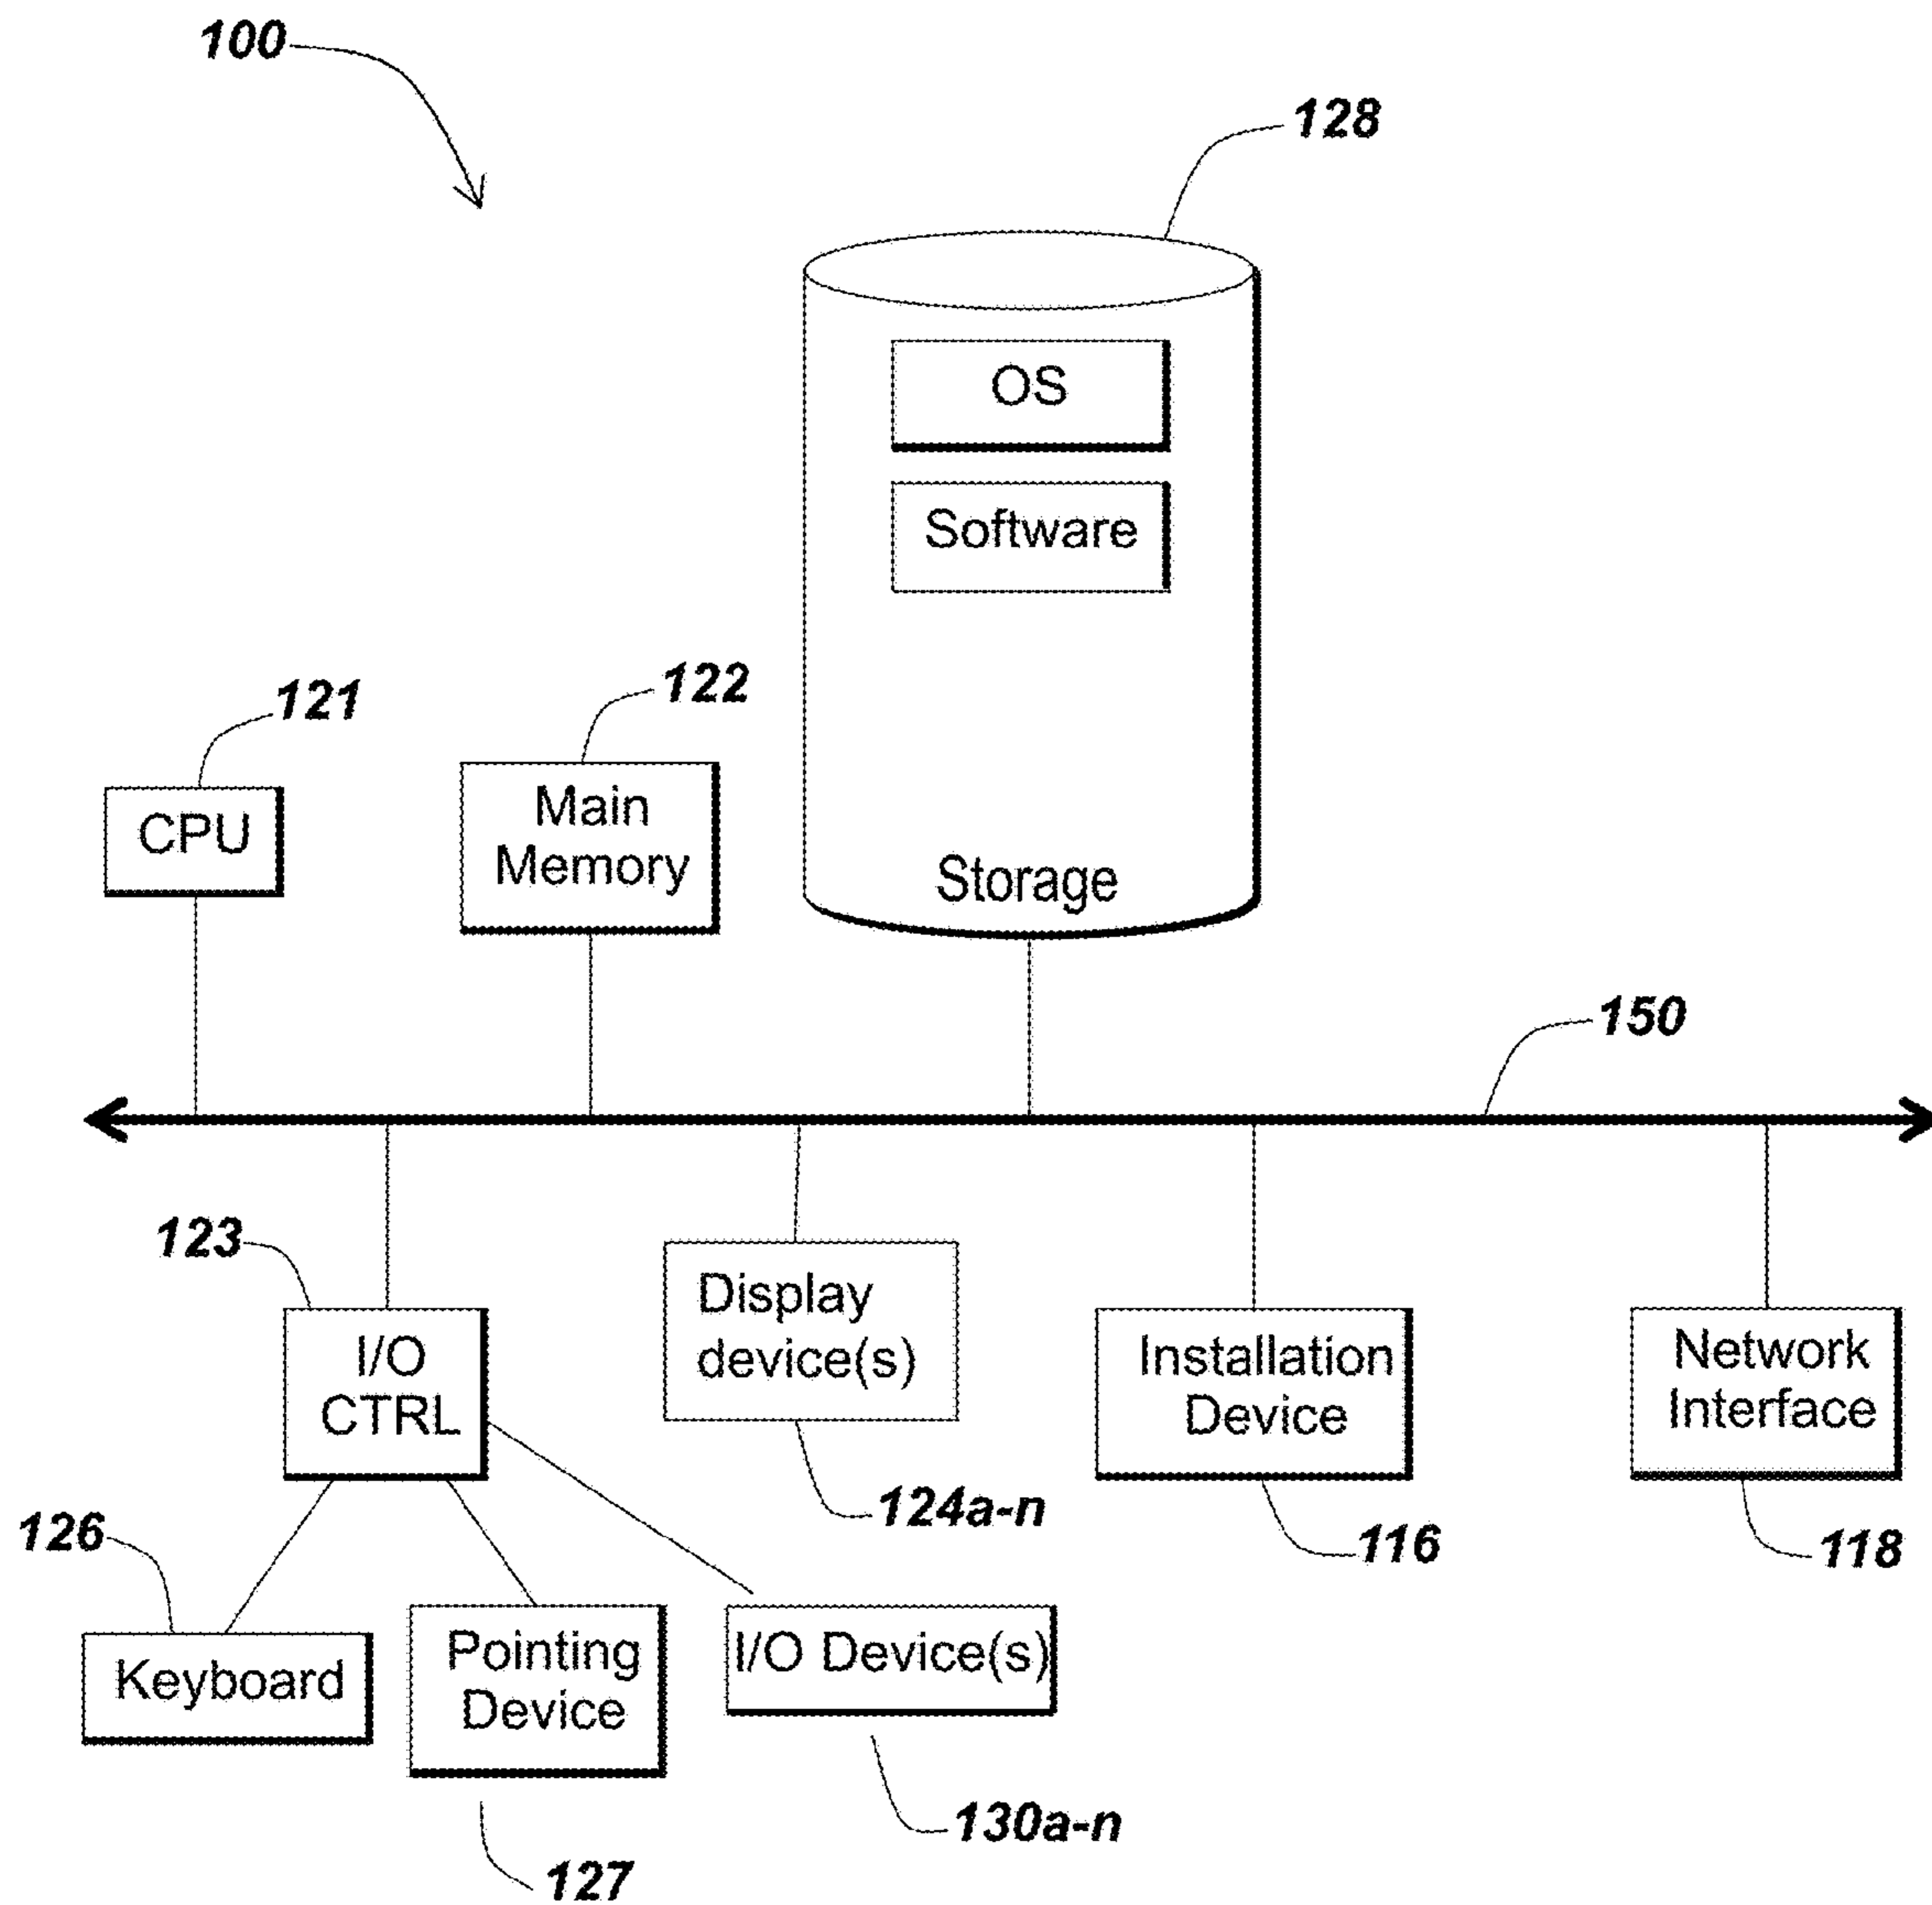 100
128
OS
Software
121
122
CPU
Main
Memory
Storage
150
123
Display
device(s)
I/O
CTRL
Installation
Device
Network
Interface
124a-n
126
116
118
Keyboard
Pointing
Device
I/O Device(s)
130a-n
127